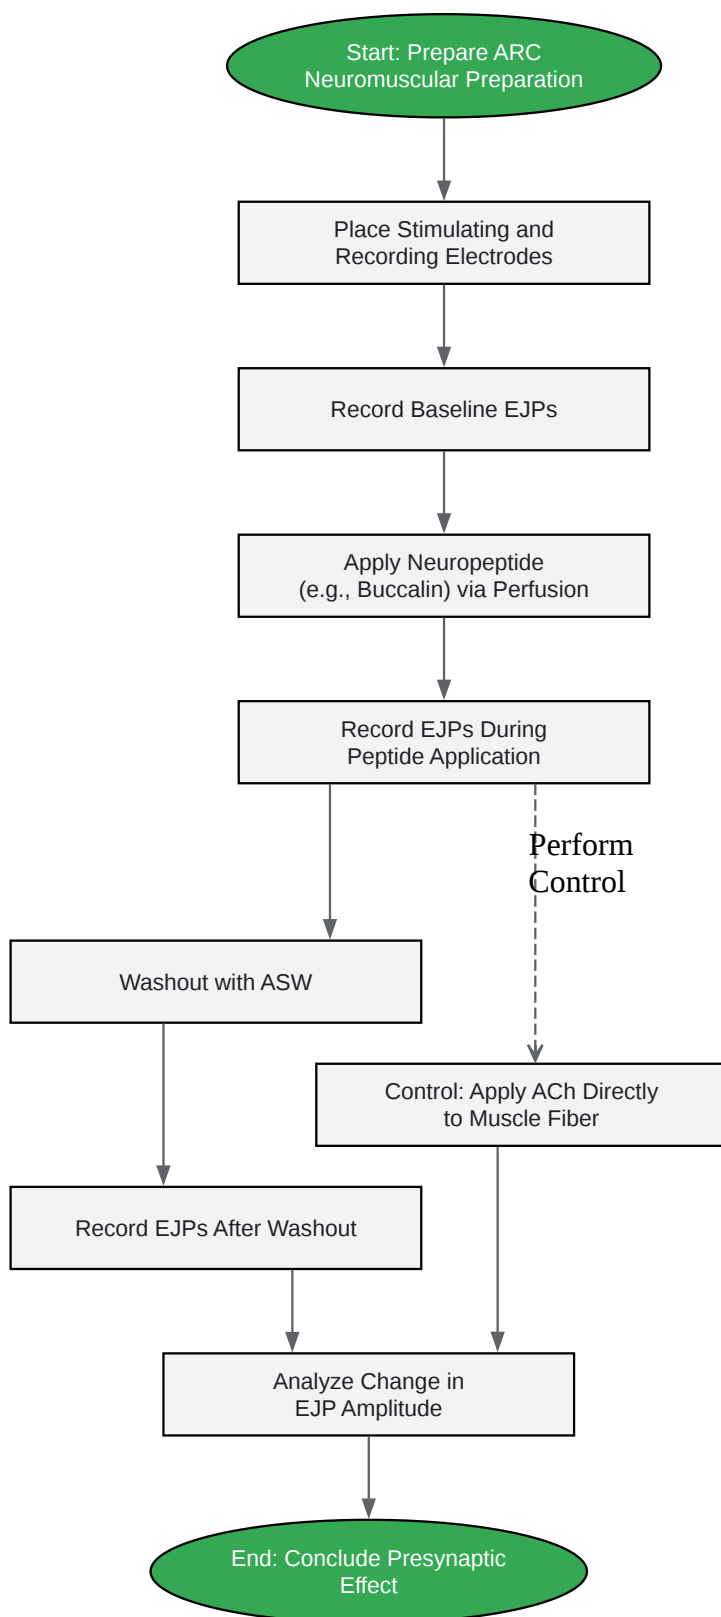 Start: Prepare ARC
Neuromuscular Preparation
Place Stimulating and
Recording Electrodes
Record Baseline EJPs
Apply Neuropeptide
(e.g., Buccalin) via Perfusion
Record EJPs During
Peptide Application
Perform
Control
Washout with ASW
Control: Apply ACh Directly
to Muscle Fiber
Record EJPs After Washout
Analyze Change in
EJP Amplitude
End: Conclude Presynaptic
Effect